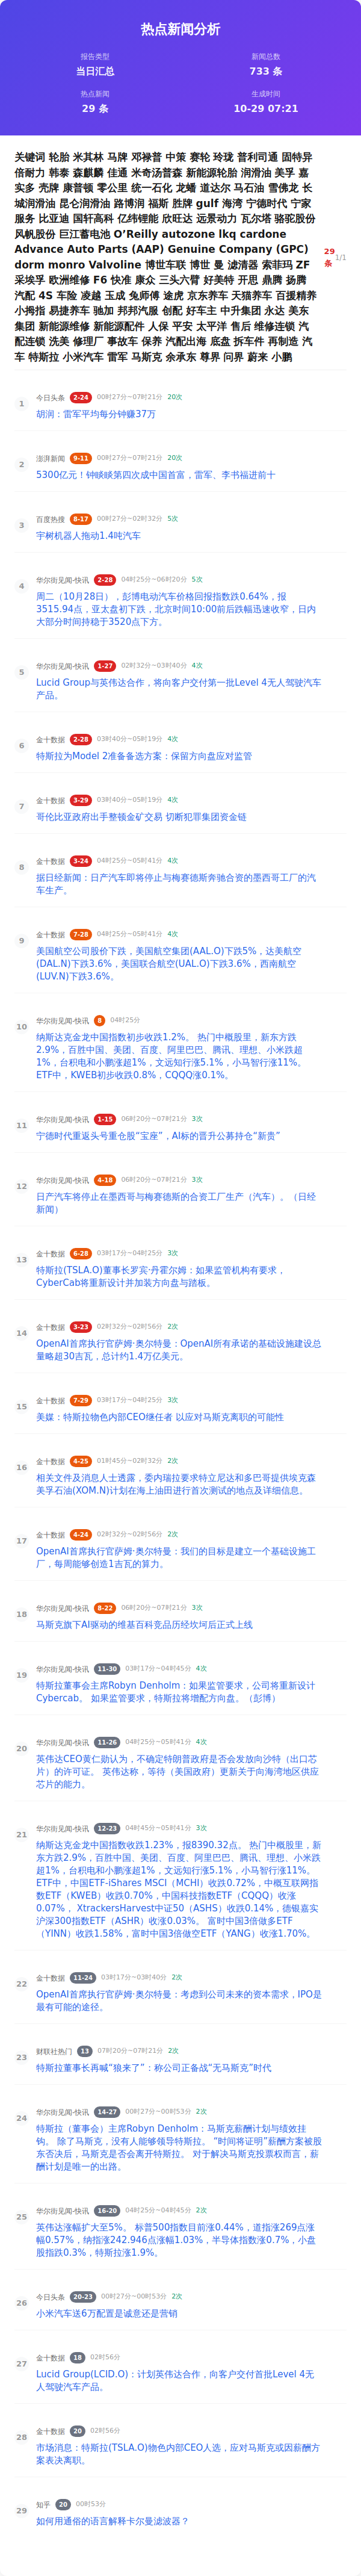 热点新闻分析
报告类型
当日汇总
新闻总数
733 条
热点新闻
29 条
生成时间
10-29 07:21
关键词 轮胎 米其林 马牌 邓禄普 中策 赛轮 玲珑 普利司通 固特异
倍耐力 韩泰 森麒麟 佳通 米奇汤普森 新能源轮胎 润滑油 美孚 嘉
实多 壳牌 康普顿 零公里 统一石化 龙蟠 道达尔 马石油 雪佛龙 长
城润滑油 昆仑润滑油 路博润 福斯 胜牌 gulf 海湾 宁德时代 宁家
服务 比亚迪 国轩高科 亿纬锂能 欣旺达 远景动力 瓦尔塔 骆驼股份
风帆股份 巨江蓄电池 O’Reilly autozone lkq cardone
Advance Auto Parts (AAP) Genuine Company (GPC)
dorm monro Valvoline 博世车联 博世 曼 滤清器 索菲玛 ZF
采埃孚 欧洲维修 F6 快准 康众 三头六臂 好美特 开思 鼎腾 扬腾
汽配 4S 车险 凌越 玉成 兔师傅 途虎 京东养车 天猫养车 百援精养
小拇指 易捷养车 驰加 邦邦汽服 创配 好车主 中升集团 永达 美东
集团 新能源维修 新能源配件 人保 平安 太平洋 售后 维修连锁 汽
配连锁 洗美 修理厂 事故车 保养 汽配出海 底盘 拆车件 再制造 汽
车 特斯拉 小米汽车 雷军 马斯克 余承东 尊界 问界 蔚来 小鹏
29
条
1/1
1
今日头条 2-24 00时27分~07时21分 20次
胡润：雷军平均每分钟赚37万
2
澎湃新闻 9-11 00时27分~07时21分 20次
5300亿元！钟睒睒第四次成中国首富，雷军、李书福进前十
3
百度热搜 8-17 00时27分~02时32分 5次
宇树机器人拖动1.4吨汽车
4
华尔街见闻-快讯 2-28 04时25分~06时20分 5次
周二（10月28日），彭博电动汽车价格回报指数跌0.64%，报
3515.94点，亚太盘初下跌，北京时间10:00前后跌幅迅速收窄，日内
大部分时间持稳于3520点下方。
5
华尔街见闻-快讯 1-27 02时32分~03时40分 4次
Lucid Group与英伟达合作，将向客户交付第一批Level 4无人驾驶汽车
产品。
6
金十数据 2-28 03时40分~05时19分 4次
特斯拉为Model 2准备备选方案：保留方向盘应对监管
7
金十数据 3-29 03时40分~05时19分 4次
哥伦比亚政府出手整顿金矿交易 切断犯罪集团资金链
8
金十数据 3-24 04时25分~05时41分 4次
据日经新闻：日产汽车即将停止与梅赛德斯奔驰合资的墨西哥工厂的汽
车生产。
9
金十数据 7-28 04时25分~05时41分 4次
美国航空公司股价下跌，美国航空集团(AAL.O)下跌5%，达美航空
(DAL.N)下跌3.6%，美国联合航空(UAL.O)下跌3.6%，西南航空
(LUV.N)下跌3.6%。
10
华尔街见闻-快讯 8 04时25分
纳斯达克金龙中国指数初步收跌1.2%。 热门中概股里，新东方跌
2.9%，百胜中国、美团、百度、阿里巴巴、腾讯、理想、小米跌超
1%，台积电和小鹏涨超1%，文远知行涨5.1%，小马智行涨11%。
ETF中，KWEB初步收跌0.8%，CQQQ涨0.1%。
11
华尔街见闻-快讯 1-15 06时20分~07时21分 3次
宁德时代重返头号重仓股“宝座”，AI标的晋升公募持仓“新贵”
12
华尔街见闻-快讯 4-18 06时20分~07时21分 3次
日产汽车将停止在墨西哥与梅赛德斯的合资工厂生产（汽车）。（日经
新闻）
13
金十数据 6-28 03时17分~04时25分 3次
特斯拉(TSLA.O)董事长罗宾·丹霍尔姆：如果监管机构有要求，
CyberCab将重新设计并加装方向盘与踏板。
14
金十数据 3-23 02时32分~02时56分 2次
OpenAI首席执行官萨姆·奥尔特曼：OpenAI所有承诺的基础设施建设总
量略超30吉瓦，总计约1.4万亿美元。
15
金十数据 7-29 03时17分~04时25分 3次
美媒：特斯拉物色内部CEO继任者 以应对马斯克离职的可能性
16
金十数据 4-25 01时45分~02时32分 2次
相关文件及消息人士透露，委内瑞拉要求特立尼达和多巴哥提供埃克森
美孚石油(XOM.N)计划在海上油田进行首次测试的地点及详细信息。
17
金十数据 4-24 02时32分~02时56分 2次
OpenAI首席执行官萨姆·奥尔特曼：我们的目标是建立一个基础设施工
厂，每周能够创造1吉瓦的算力。
18
华尔街见闻-快讯 8-22 06时20分~07时21分 3次
马斯克旗下AI驱动的维基百科竞品历经坎坷后正式上线
19
华尔街见闻-快讯 11-30 03时17分~04时45分 4次
特斯拉董事会主席Robyn Denholm：如果监管要求，公司将重新设计
Cybercab。 如果监管要求，特斯拉将增配方向盘。（彭博）
20
华尔街见闻-快讯 11-26 04时25分~05时41分 4次
英伟达CEO黄仁勋认为，不确定特朗普政府是否会发放向沙特（出口芯
片）的许可证。 英伟达称，等待（美国政府）更新关于向海湾地区供应
芯片的能力。
21
华尔街见闻-快讯 12-23 04时45分~05时41分 3次
纳斯达克金龙中国指数收跌1.23%，报8390.32点。 热门中概股里，新
东方跌2.9%，百胜中国、美团、百度、阿里巴巴、腾讯、理想、小米跌
超1%，台积电和小鹏涨超1%，文远知行涨5.1%，小马智行涨11%。
ETF中，中国ETF-iShares MSCI（MCHI）收跌0.72%，中概互联网指
数ETF（KWEB）收跌0.70%，中国科技指数ETF（CQQQ）收涨
0.07%， XtrackersHarvest中证50（ASHS）收跌0.14%，德银嘉实
沪深300指数ETF（ASHR）收涨0.03%。 富时中国3倍做多ETF
（YINN）收跌1.58%，富时中国3倍做空ETF（YANG）收涨1.70%。
22
金十数据 11-24 03时17分~03时40分 2次
OpenAI首席执行官萨姆·奥尔特曼：考虑到公司未来的资本需求，IPO是
最有可能的途径。
23
财联社热门 13 07时20分~07时21分 2次
特斯拉董事长再喊“狼来了”：称公司正备战“无马斯克”时代
24
华尔街见闻-快讯 14-27 00时27分~00时53分 2次
特斯拉（董事会）主席Robyn Denholm：马斯克薪酬计划与绩效挂
钩。 除了马斯克，没有人能够领导特斯拉。 “时间将证明”薪酬方案被股
东否决后，马斯克是否会离开特斯拉。 对于解决马斯克投票权而言，薪
酬计划是唯一的出路。
25
华尔街见闻-快讯 16-20 04时25分~04时45分 2次
英伟达涨幅扩大至5%。 标普500指数目前涨0.44%，道指涨269点涨
幅0.57%，纳指涨242.946点涨幅1.03%，半导体指数涨0.7%，小盘
股指跌0.3%，特斯拉涨1.9%。
26
今日头条 20-23 00时27分~00时53分 2次
小米汽车送6万配置是诚意还是营销
27
金十数据 18 02时56分
Lucid Group(LCID.O)：计划英伟达合作，向客户交付首批Level 4无
人驾驶汽车产品。
28
金十数据 20 02时56分
市场消息：特斯拉(TSLA.O)物色内部CEO人选，应对马斯克或因薪酬方
案表决离职。
29
知乎 20 00时53分
如何用通俗的语言解释卡尔曼滤波器？